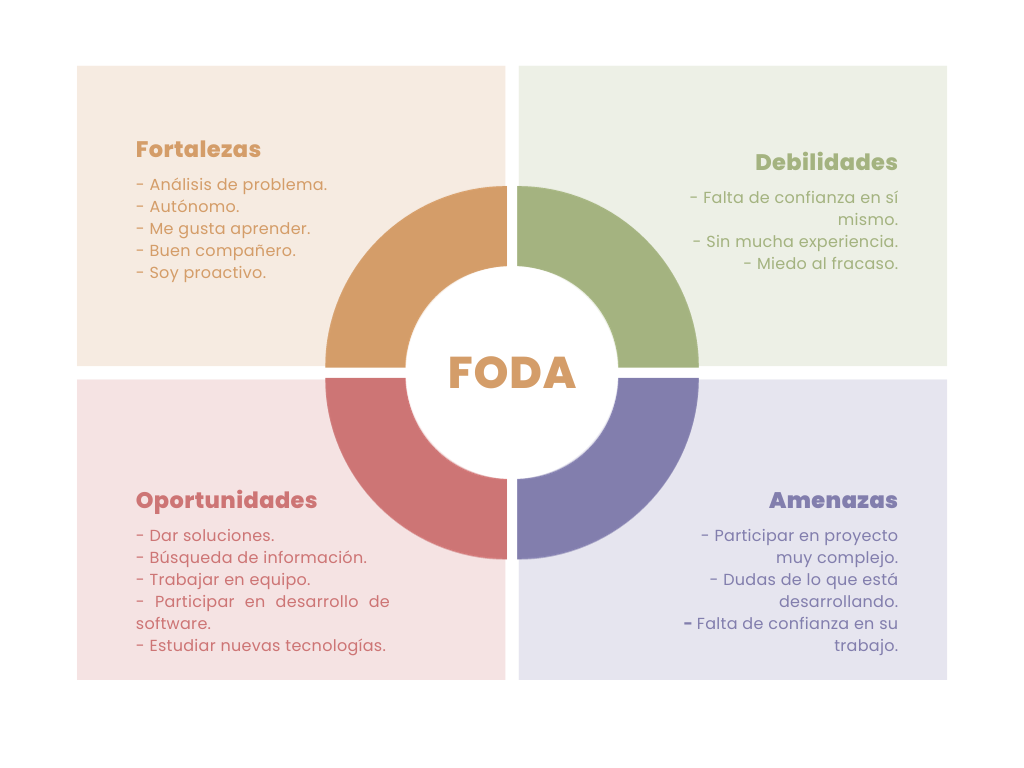 Fortalezas
- Análisis de problema.
- Autónomo.
- Me gusta aprender.
- Buen compañero.
- Soy proactivo.
Debilidades
- Falta de confianza en sí
mismo.
- Sin mucha experiencia.
- Miedo al fracaso.
FODA
Oportunidades
- Dar soluciones.
- Búsqueda de información.
- Trabajar en equipo.
- Participar en desarrollo de
software.
- Estudiar nuevas tecnologías.
Amenazas
- Participar en proyecto
muy complejo.
- Dudas de lo que está
desarrollando.
- Falta de confianza en su
trabajo.